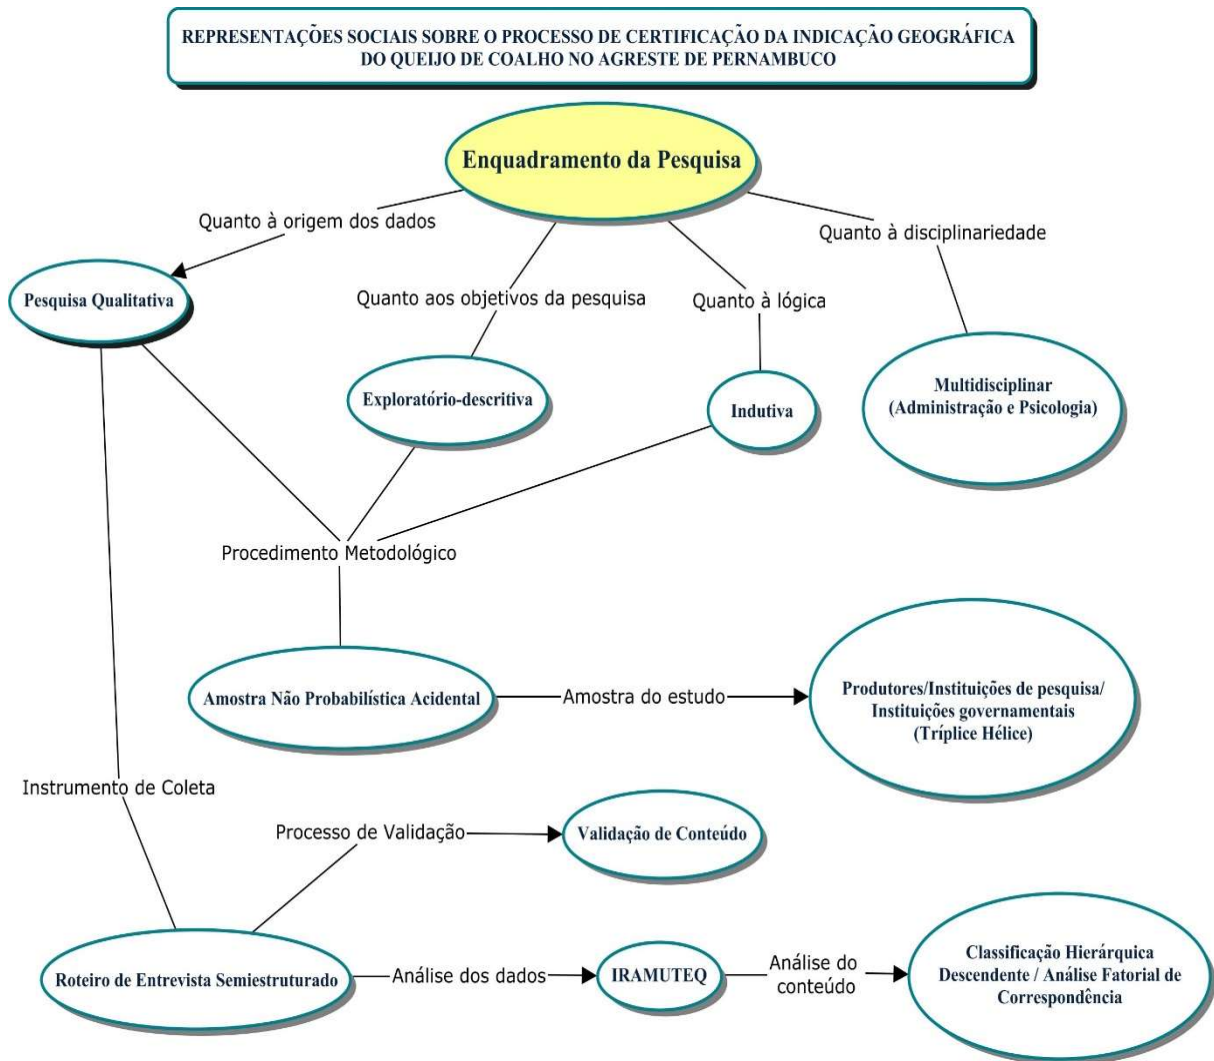 REPRESENTAÇÕES SOCIAIS SOBRE O PROCESSO DE CERTIFICAÇÃO DA INDICAÇÃO GEOGRÁFICA
DO QUEIJO DE COALHO NO AGRESTE DE PERNAMBUCO
Enquadramento da Pesquisa
Quanto à origem dos dados
Quanto à disciplinariedade
Pesquisa Qualitativa
Quanto aos objetivos da pesquisa
Quanto à lógica
Exploratório-descritiva
Indutiva
Multidisciplinar
(Administração e Psicologia)
Procedimento Metodológico
Amostra Não Probabilística Acidental
Amostra do estudo
Produtores/Instituições de pesquisa/
Instituições governamentais
(Tríplice Hélice)
Instrumento de Coleta
Processo de Validação
Validação de Conteúdo
Roteiro de Entrevista Semiestruturado
Análise dos dados
IRAMUTEQ
Análise do
conteúdo
Classificação Hierárquica
Descendente / Análise Fatorial de
Correspondência